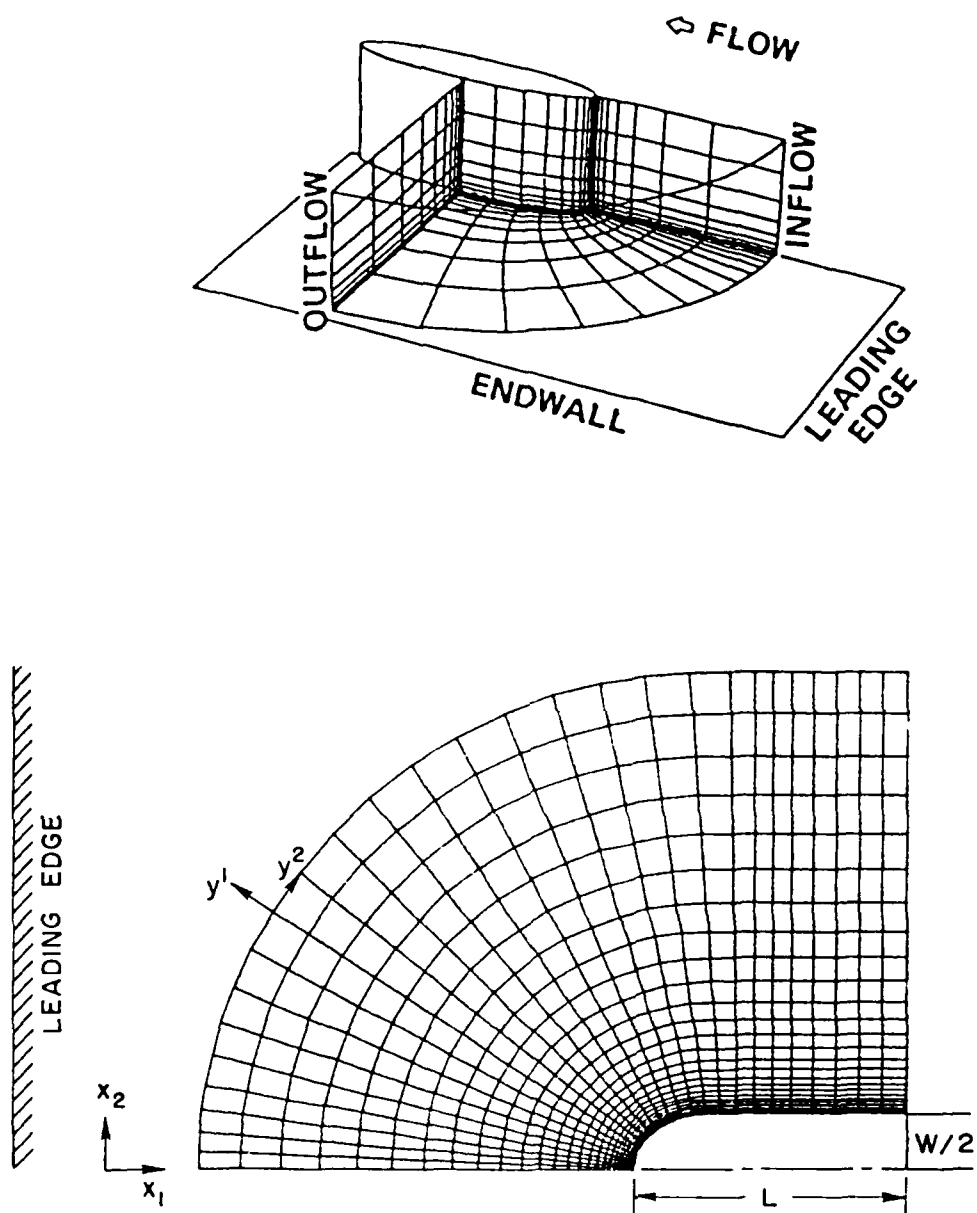 FLOW
INFLOW
OUTFLOW
ENDWALL
LEADING
EDGE
LEADING EDGE
y¹
y²
x₂
x₁
W/2
L